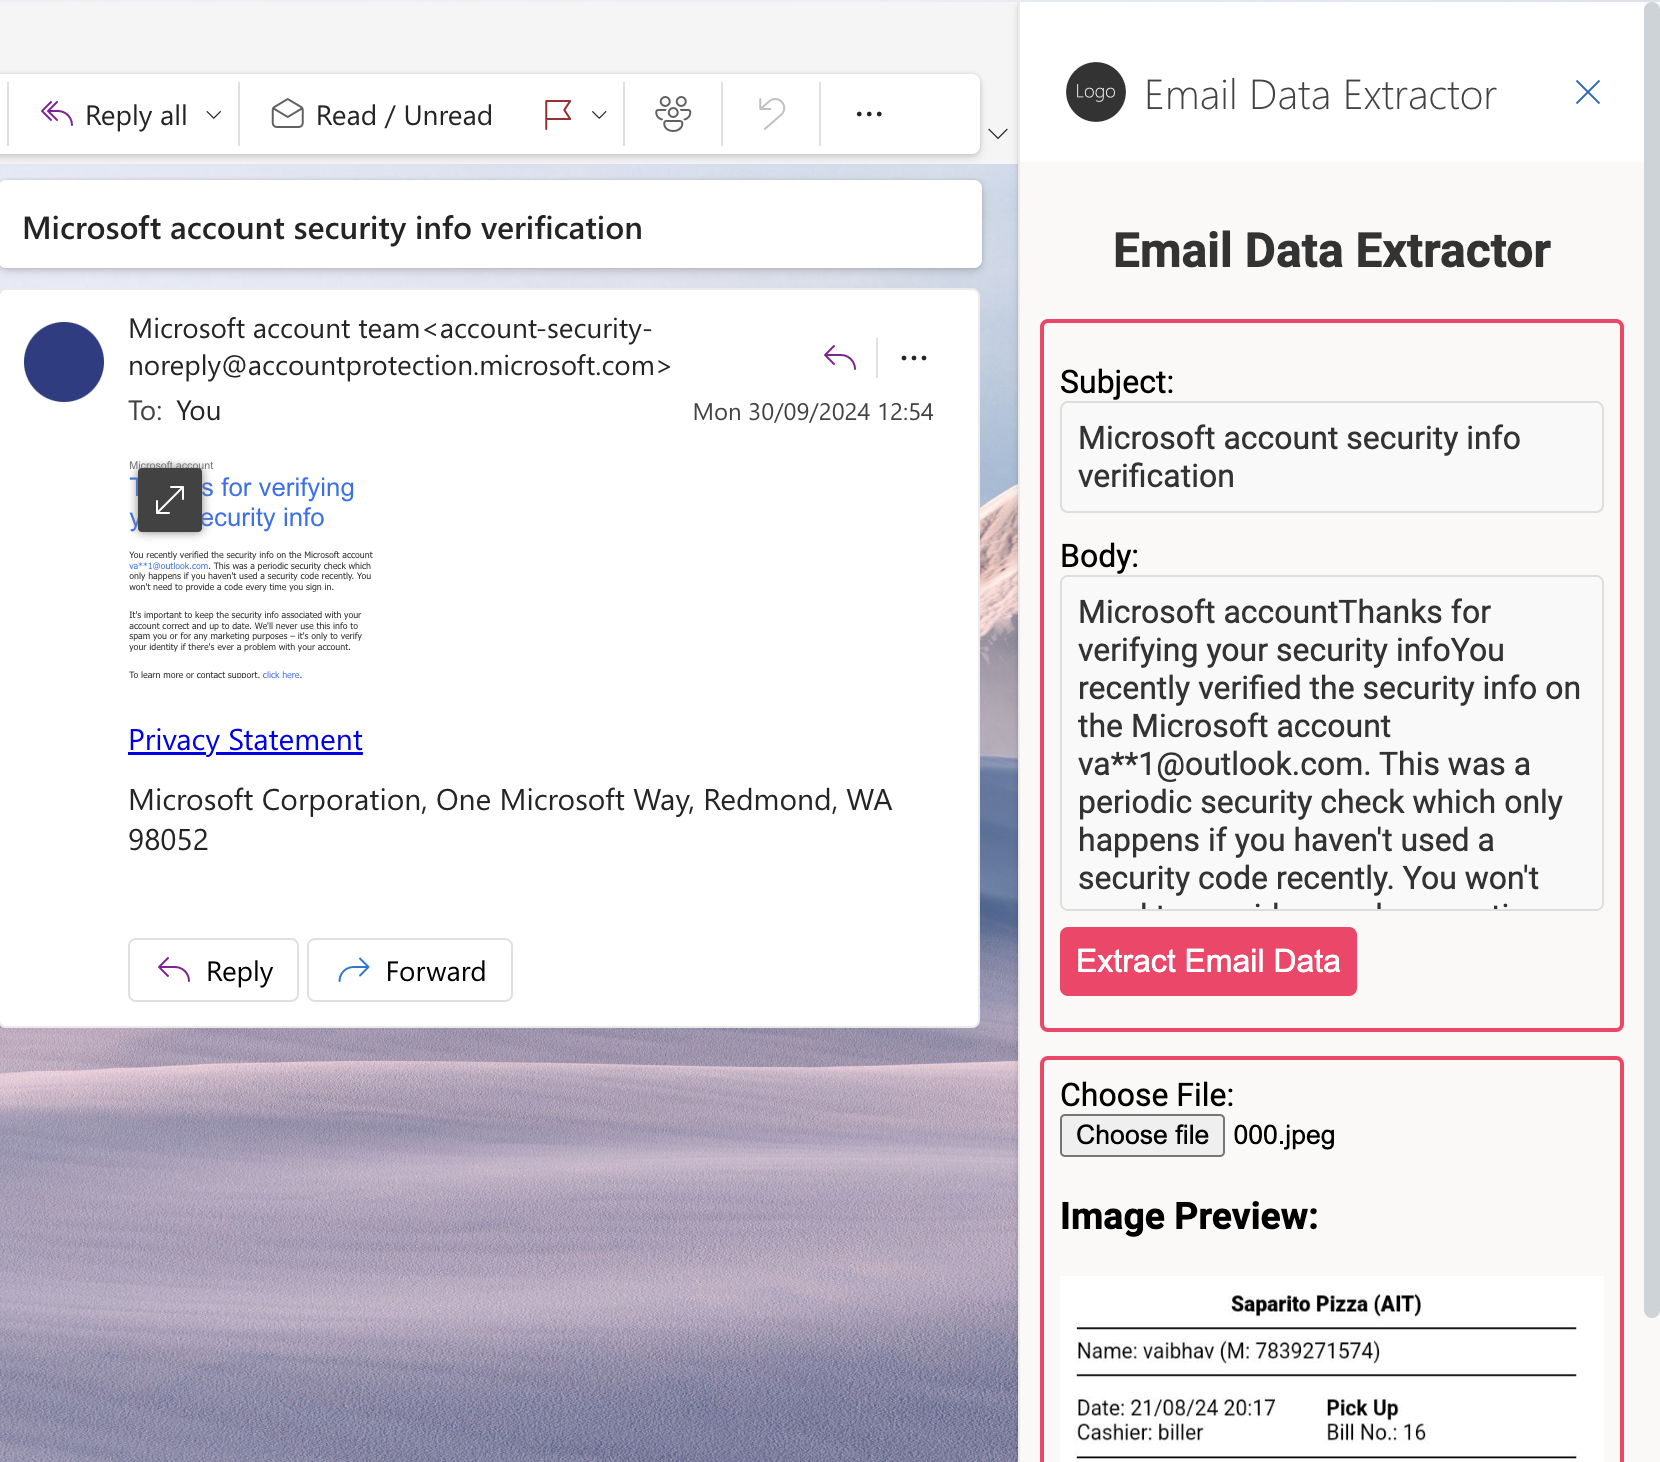 Reply all
Read / Unread
Microsoft account security info verification
Microsoft account team<account-security-
noreply@accountprotection.microsoft.com>
To: You
Mon 30/09/2024 12:54
Microsoft account
s for verifying
ecurity info
You recently verified the security info on the Microsoft account
va**1@outlook.com. This was a periodic security check which
only happens if you haven't used a security code recently. You
won't need to provide a code every time you sign in.
It's important to keep the security info associated with your
account correct and up to date. We'll never use this info to
spam you or for any marketing purposes – it's only to verify
your identity if there's ever a problem with your account.
To learn more or contact support, click here.
Privacy Statement
Microsoft Corporation, One Microsoft Way, Redmond, WA
98052
Reply
Forward
Logo
Email Data Extractor
Email Data Extractor
Subject:
Microsoft account security info
verification
Body:
Microsoft accountThanks for
verifying your security infoYou
recently verified the security info on
the Microsoft account
va**1@outlook.com. This was a
periodic security check which only
happens if you haven't used a
security code recently. You won't
Extract Email Data
Choose File:
Choose file 000.jpeg
Image Preview:
Saparito Pizza (AIT)
Name: vaibhav (M: 7839271574)
Date: 21/08/24 20:17
Pick Up
Cashier: biller
Bill No.: 16